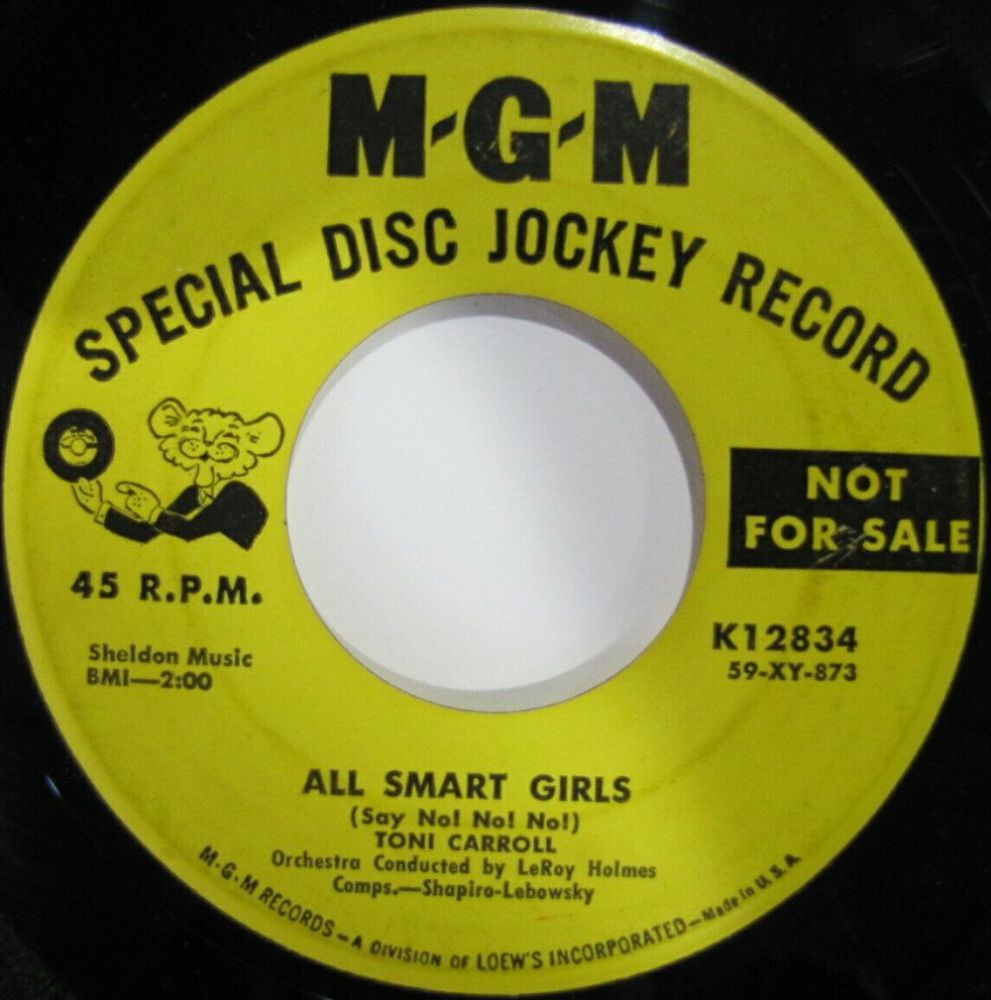 M-G-M
SPECIAL DISC JOCKEY RECORD
NOT
FOR SALE
45 R.P.M.
K12834
59-XY-873
Sheldon Music
BMI—2:00
ALL SMART GIRLS
(Say No! No! No!)
TONI CARROLL
Orchestra Conducted by LeRoy Holmes
Comps.—Shapiro-Lebowsky
M-G-M RECORDS—A DIVISION OF LOEW'S INCORPORATED—Made in U.S.A.